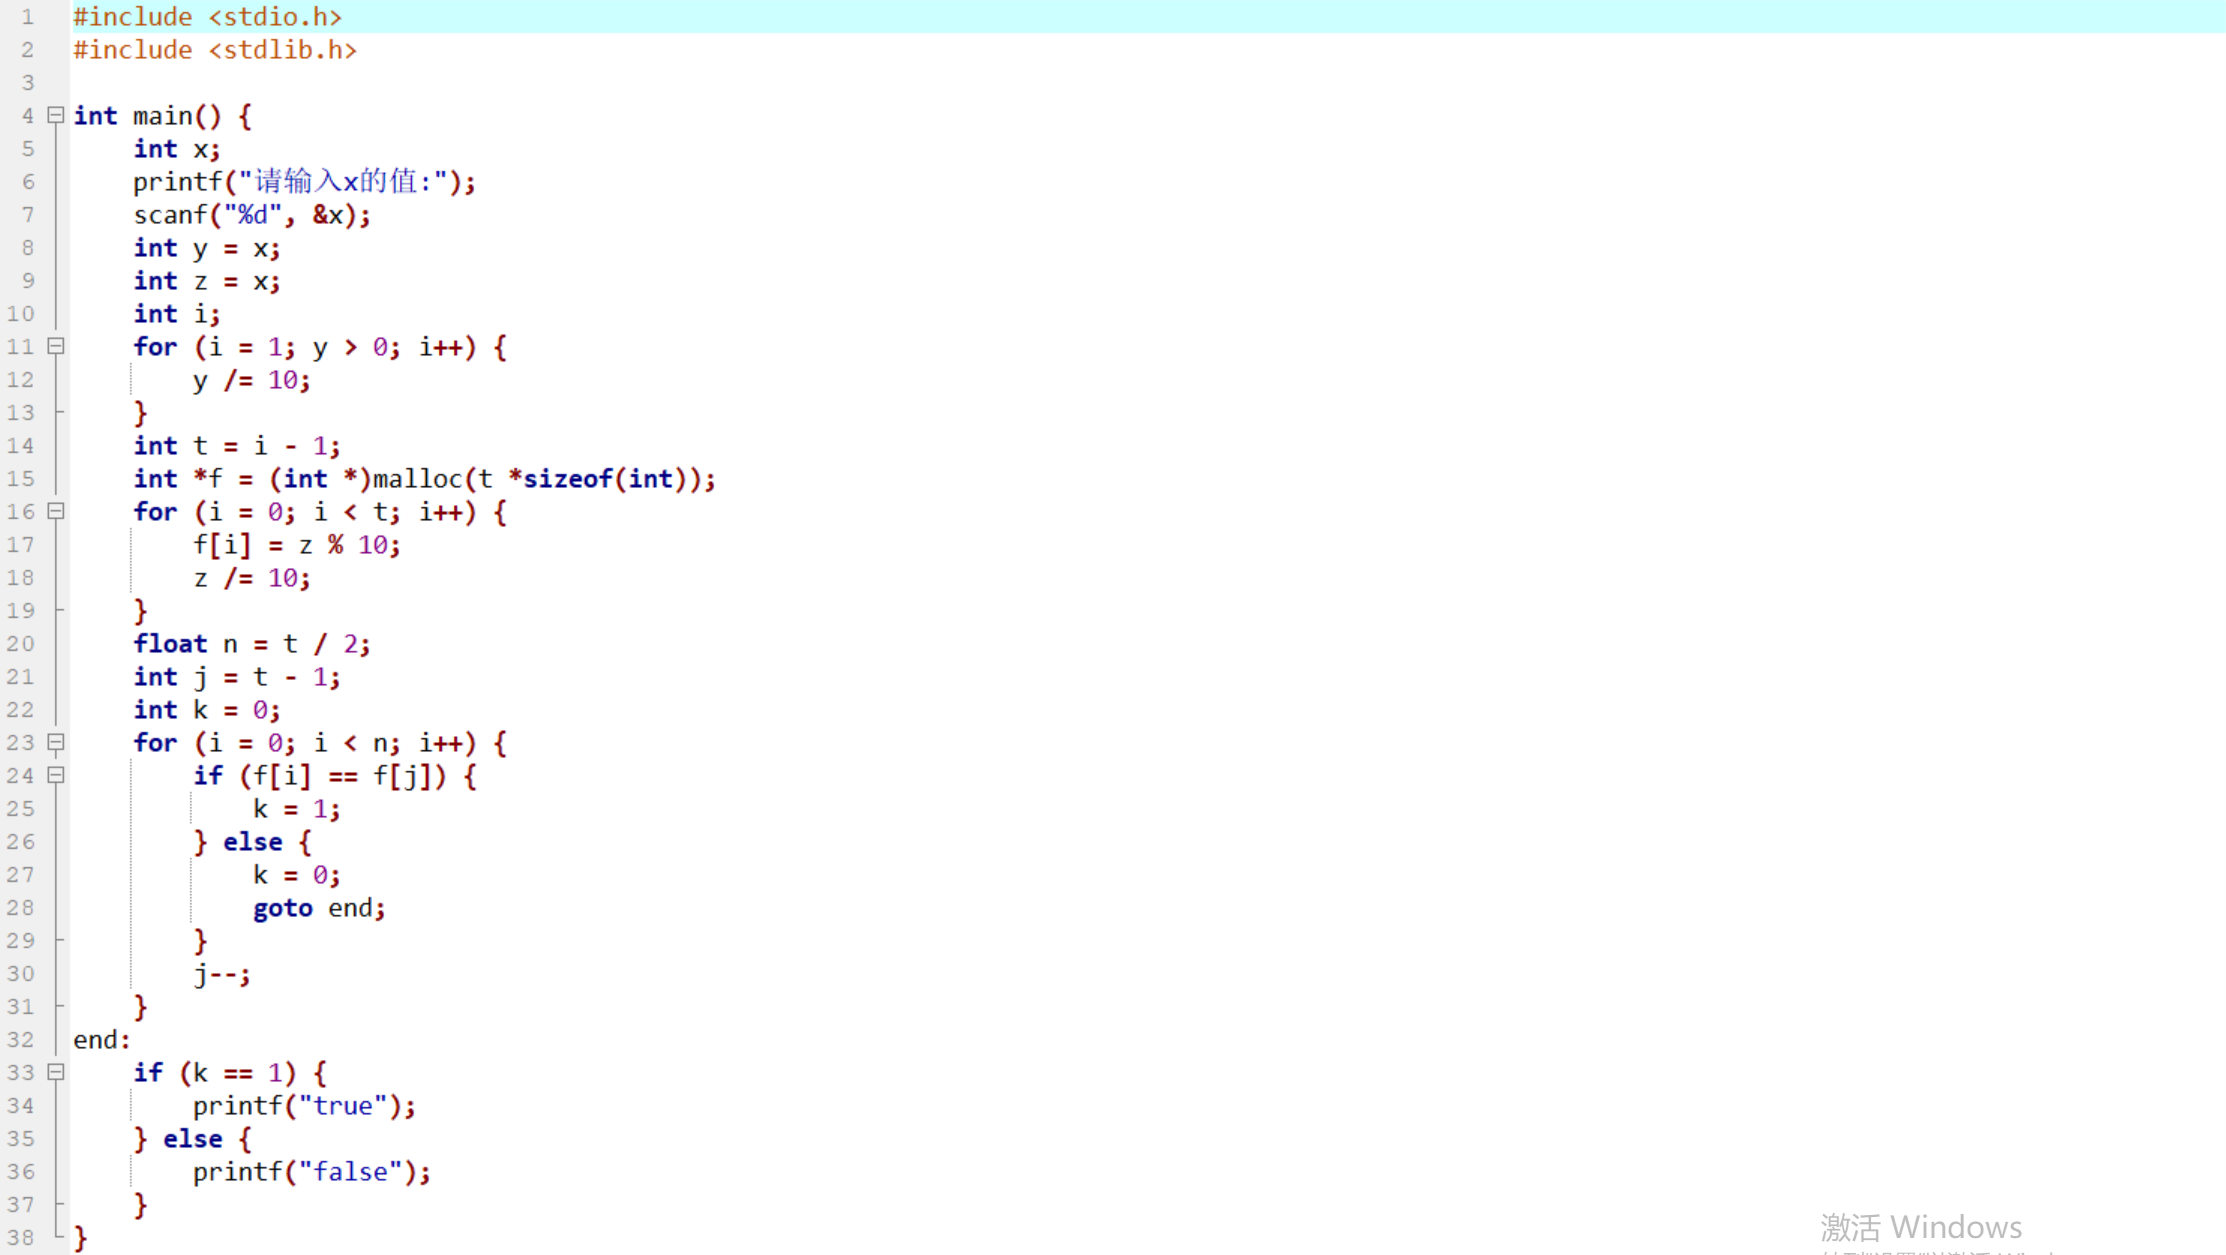 1 #include <stdio.h>
2 #include <stdlib.h>
3
4 int main() {
5     int x;
6     printf("请输入x的值:");
7     scanf("%d", &x);
8     int y = x;
9     int z = x;
10     int i;
11     for (i = 1; y > 0; i++) {
12         y /= 10;
13     }
14     int t = i - 1;
15     int *f = (int *)malloc(t *sizeof(int));
16     for (i = 0; i < t; i++) {
17         f[i] = z % 10;
18         z /= 10;
19     }
20     float n = t / 2;
21     int j = t - 1;
22     int k = 0;
23     for (i = 0; i < n; i++) {
24         if (f[i] == f[j]) {
25             k = 1;
26         } else {
27             k = 0;
28             goto end;
29         }
30         j--;
31     }
32 end:
33     if (k == 1) {
34         printf("true");
35     } else {
36         printf("false");
37     }
38 }
激活 Windows